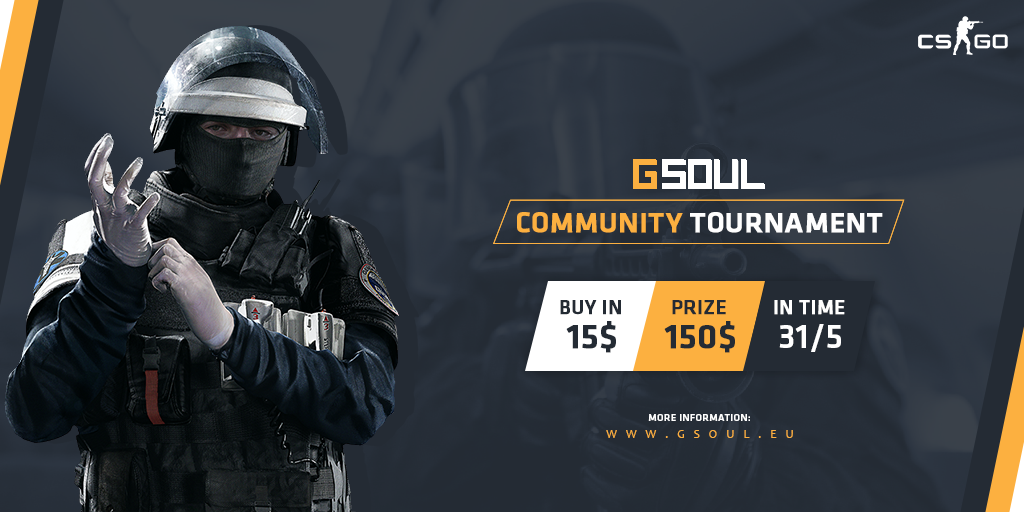 CS GO
GSOUL
COMMUNITY TOURNAMENT
BUY IN
15$
PRIZE
150$
IN TIME
31/5
MORE INFORMATION:
WWW.GSOUL.EU